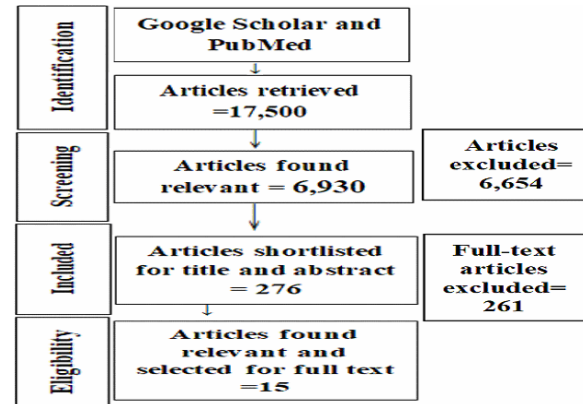 Identification
Google Scholar and
PubMed
Articles retrieved
=17,500
Screening
Articles found
relevant = 6,930
Articles
excluded=
6,654
Included
Articles shortlisted
for title and abstract
= 276
Full-text
articles
excluded=
261
Eligibility
Articles found
relevant and
selected for full text
=15